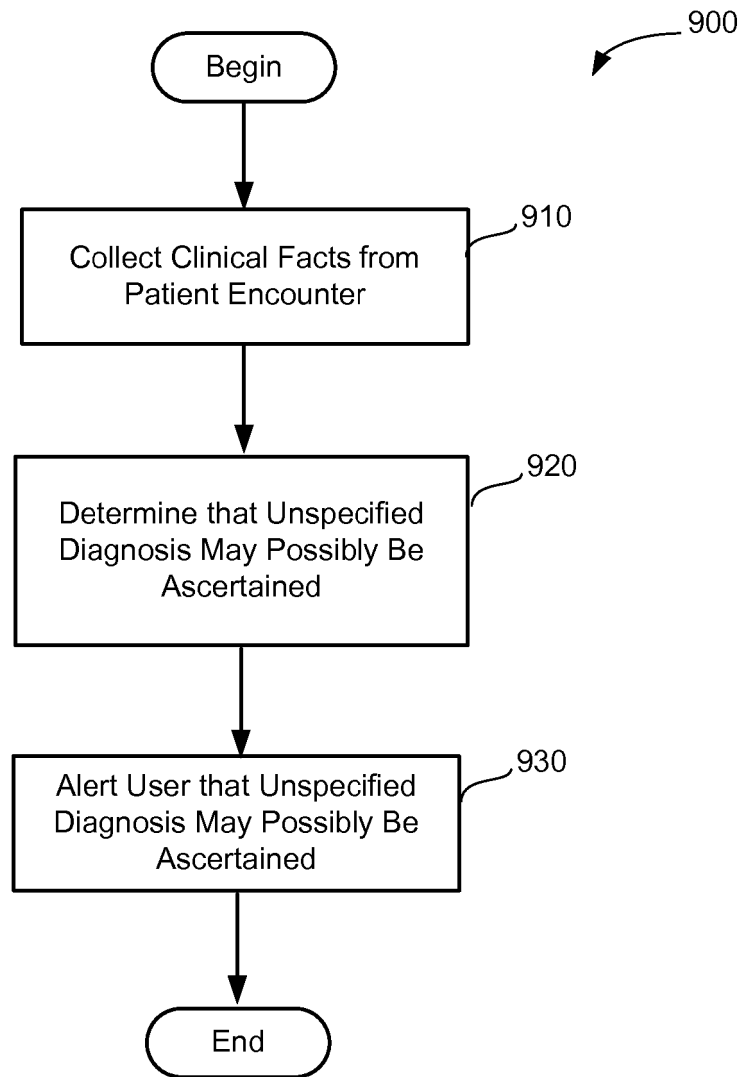 900
Begin
910
Collect Clinical Facts from
Patient Encounter
920
Determine that Unspecified
Diagnosis May Possibly Be
Ascertained
930
Alert User that Unspecified
Diagnosis May Possibly Be
Ascertained
End